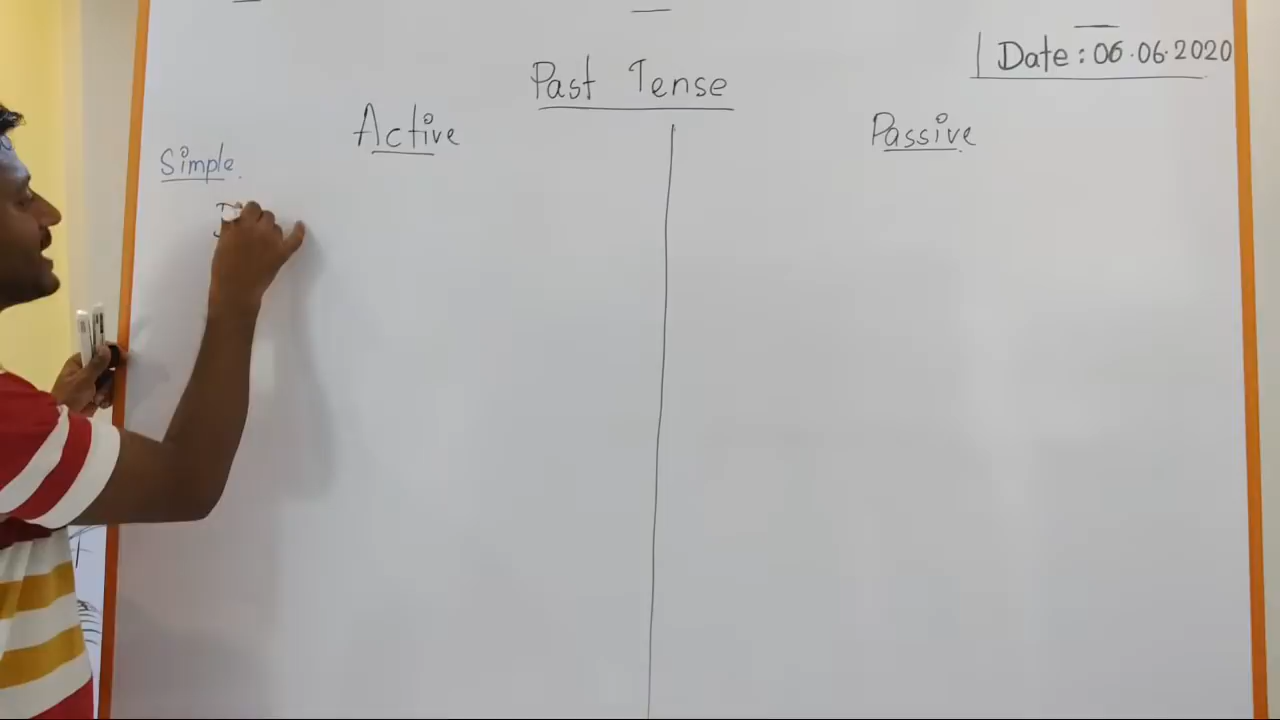 Date : 06.06.2020
Past Tense
Active
Passive
Simple.
I